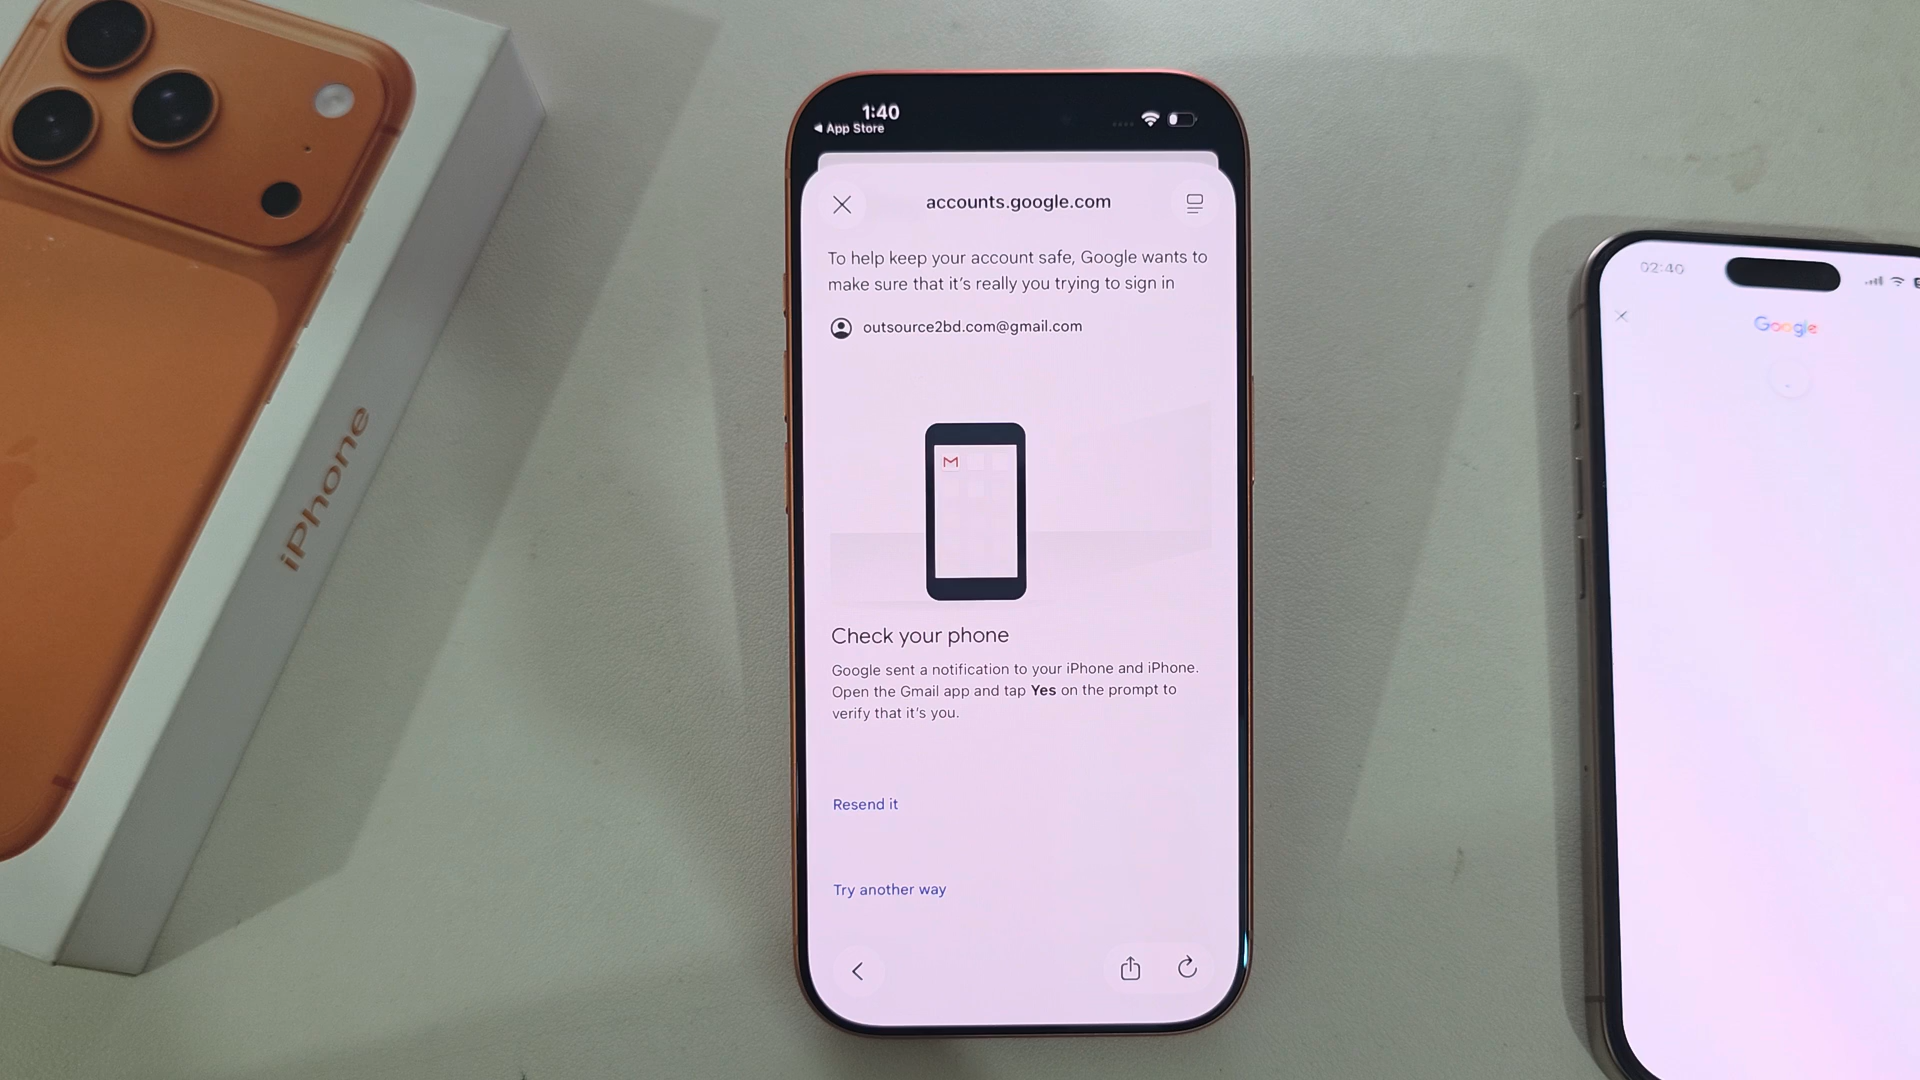 iPhone
1:40
App Store
accounts.google.com
To help keep your account safe, Google wants to
make sure that it's really you trying to sign in
outsource2bd.com@gmail.com
Check your phone
Google sent a notification to your iPhone and iPhone.
Open the Gmail app and tap Yes on the prompt to
verify that it's you.
Resend it
Try another way
02:40
Google